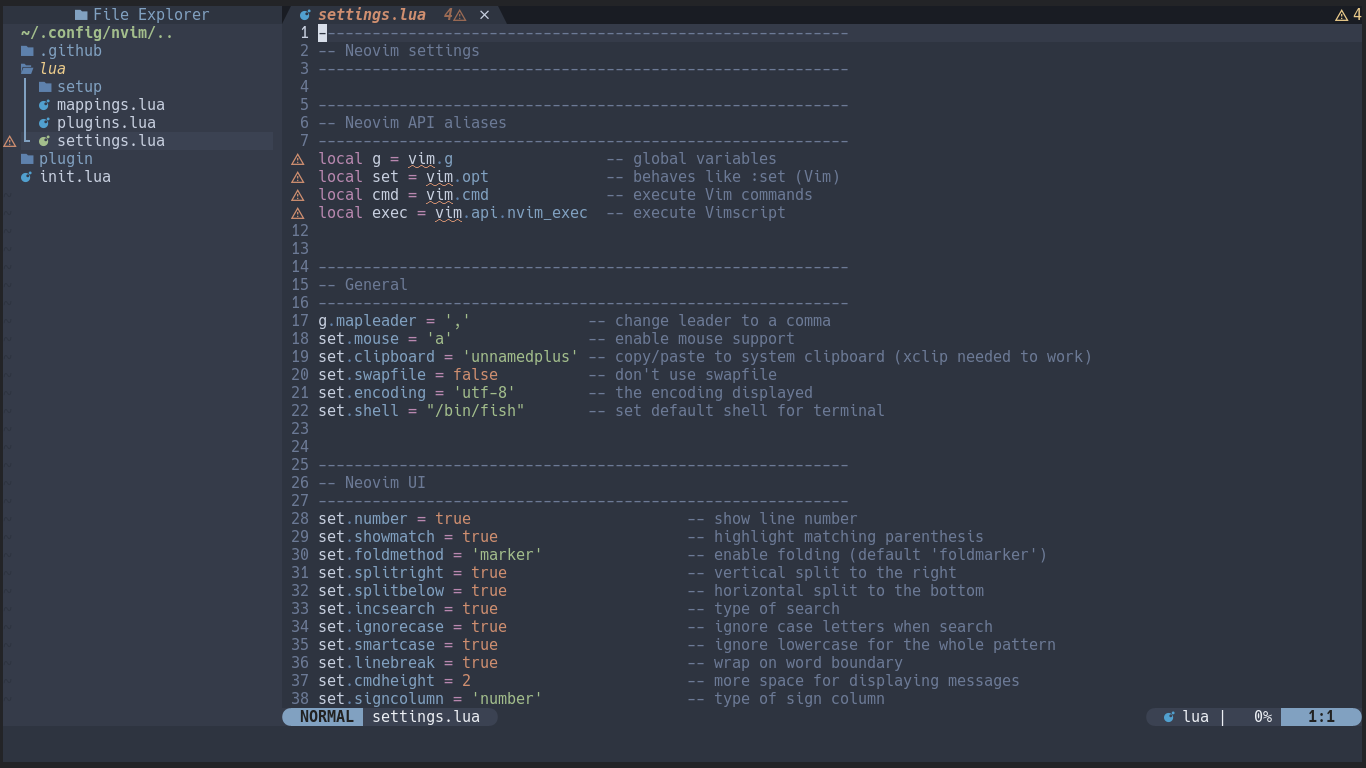 File Explorer
~/.config/nvim/..
.github
lua
setup
mappings.lua
plugins.lua
settings.lua
plugin
init.lua
settings.lua 4 ×
4
1 -----------------------------------------------------------
2 -- Neovim settings
3 -----------------------------------------------------------
4
5 -----------------------------------------------------------
6 -- Neovim API aliases
7 -----------------------------------------------------------
local g = vim.g                 -- global variables
local set = vim.opt             -- behaves like :set (Vim)
local cmd = vim.cmd             -- execute Vim commands
local exec = vim.api.nvim_exec  -- execute Vimscript
12
13
14 -----------------------------------------------------------
15 -- General
16 -----------------------------------------------------------
17 g.mapleader = ','             -- change leader to a comma
18 set.mouse = 'a'               -- enable mouse support
19 set.clipboard = 'unnamedplus' -- copy/paste to system clipboard (xclip needed to work)
20 set.swapfile = false          -- don't use swapfile
21 set.encoding = 'utf-8'        -- the encoding displayed
22 set.shell = "/bin/fish"       -- set default shell for terminal
23
24
25 -----------------------------------------------------------
26 -- Neovim UI
27 -----------------------------------------------------------
28 set.number = true                        -- show line number
29 set.showmatch = true                     -- highlight matching parenthesis
30 set.foldmethod = 'marker'                -- enable folding (default 'foldmarker')
31 set.splitright = true                    -- vertical split to the right
32 set.splitbelow = true                    -- horizontal split to the bottom
33 set.incsearch = true                     -- type of search
34 set.ignorecase = true                    -- ignore case letters when search
35 set.smartcase = true                     -- ignore lowercase for the whole pattern
36 set.linebreak = true                     -- wrap on word boundary
37 set.cmdheight = 2                        -- more space for displaying messages
38 set.signcolumn = 'number'                -- type of sign column
NORMAL settings.lua lua | 0% 1:1